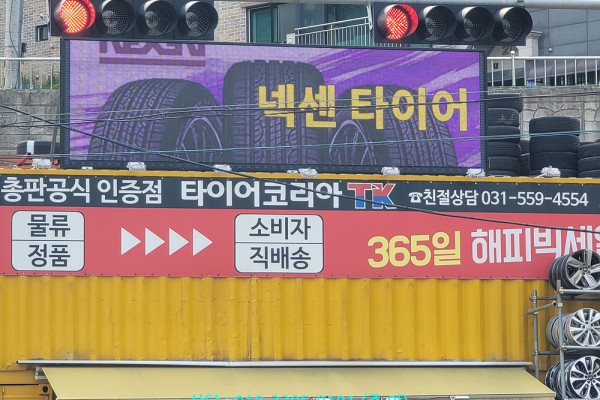 NEXEN
넥센 타이어
총판공식 인증점 타이어코리아 TK ☎친절상담 031-559-4554
물류
정품
소비자
직배송
365일 해피빅세일